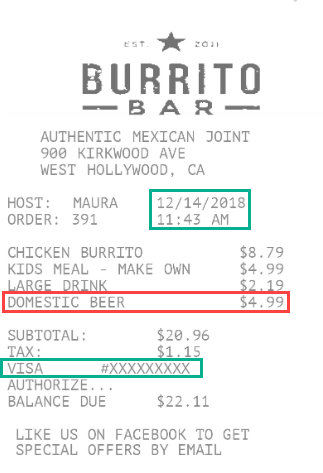 EST. 2011
BURRITO
BAR
AUTHENTIC MEXICAN JOINT
900 KIRKWOOD AVE
WEST HOLLYWOOD, CA
HOST: MAURA 12/14/2018
ORDER: 391 11:43 AM
CHICKEN BURRITO $8.79
KIDS MEAL - MAKE OWN $4.99
LARGE DRINK $2.19
DOMESTIC BEER $4.99
SUBTOTAL: $20.96
TAX: $1.15
VISA #XXXXXXXXX
AUTHORIZE...
BALANCE DUE $22.11
LIKE US ON FACEBOOK TO GET
SPECIAL OFFERS BY EMAIL